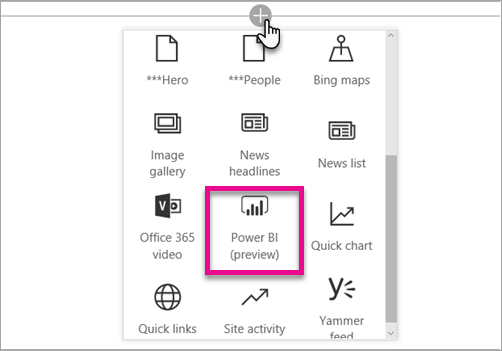 ***Hero
***People
Bing maps
Image
gallery
News
headlines
News list
Office 365
video
Power BI
(preview)
Quick chart
Quick links
Site activity
Yammer
feed